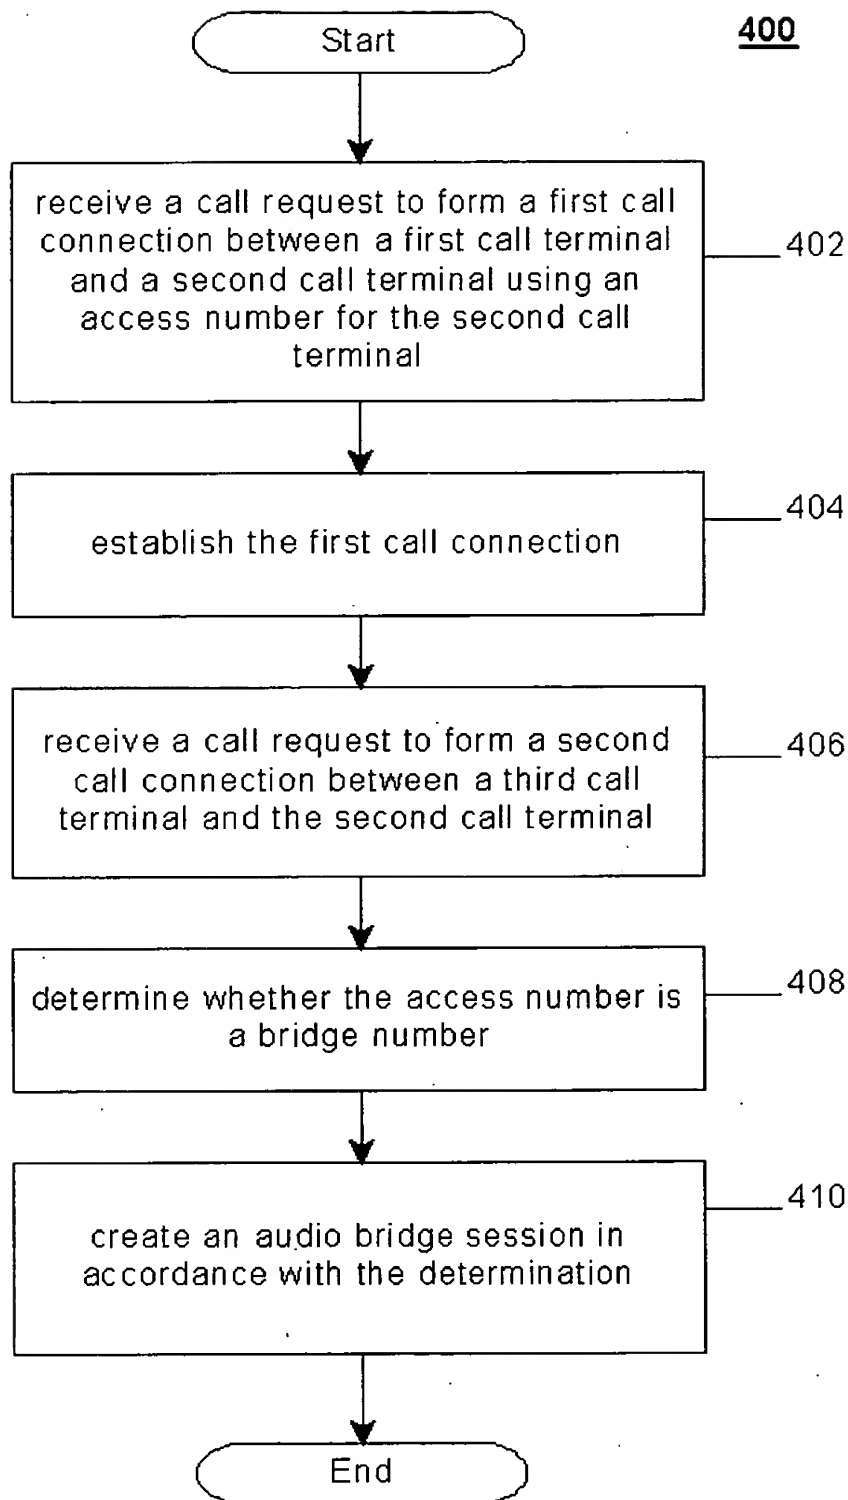 Start
400
receive a call request to form a first call
connection between a first call terminal
and a second call terminal using an
access number for the second call
terminal
402
establish the first call connection
404
receive a call request to form a second
call connection between a third call
terminal and the second call terminal
406
determine whether the access number is
a bridge number
408
create an audio bridge session in
accordance with the determination
410
End